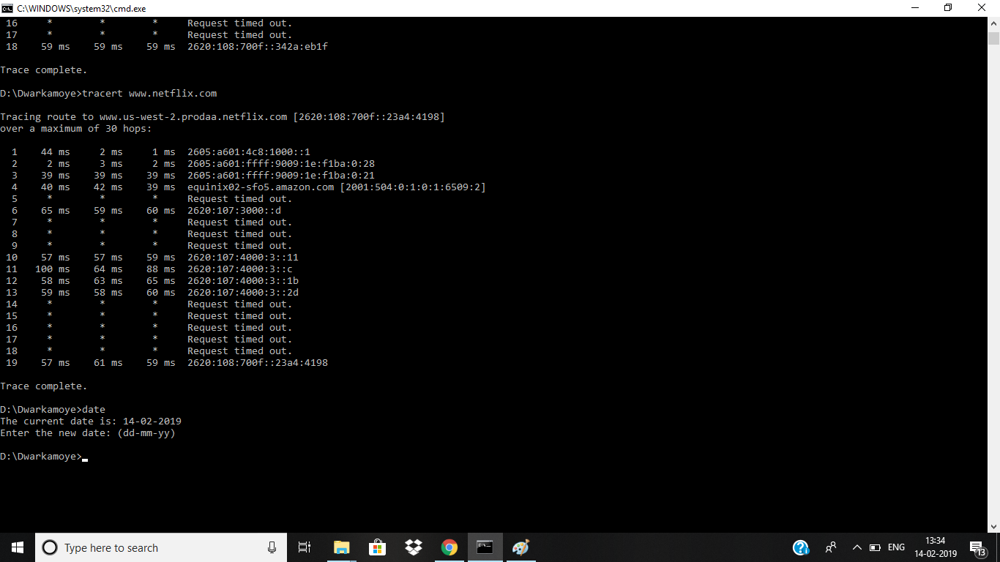 C:\WINDOWS\system32\cmd.exe
16 * * * Request timed out.
17 * * * Request timed out.
18 59 ms 59 ms 59 ms 2620:108:700f::342a:eb1f
Trace complete.
D:\Dwarkamoye>tracert www.netflix.com
Tracing route to www.us-west-2.prodaa.netflix.com [2620:108:700f::23a4:4198]
over a maximum of 30 hops:
1 44 ms 2 ms 1 ms 2605:a601:4c8:1000::1
2 2 ms 3 ms 2 ms 2605:a601:ffff:9009:1e:f1ba:0:28
3 39 ms 39 ms 39 ms 2605:a601:ffff:9009:1e:f1ba:0:21
4 40 ms 42 ms 39 ms equinix02-sfo5.amazon.com [2001:504:0:1:0:1:6509:2]
5 * * * Request timed out.
6 65 ms 59 ms 60 ms 2620:107:3000::d
7 * * * Request timed out.
8 * * * Request timed out.
9 * * * Request timed out.
10 57 ms 57 ms 59 ms 2620:107:4000:3::11
11 100 ms 64 ms 88 ms 2620:107:4000:3::c
12 58 ms 63 ms 65 ms 2620:107:4000:3::1b
13 59 ms 58 ms 60 ms 2620:107:4000:3::2d
14 * * * Request timed out.
15 * * * Request timed out.
16 * * * Request timed out.
17 * * * Request timed out.
18 * * * Request timed out.
19 57 ms 61 ms 59 ms 2620:108:700f::23a4:4198
Trace complete.
D:\Dwarkamoye>date
The current date is: 14-02-2019
Enter the new date: (dd-mm-yy)
D:\Dwarkamoye>
Type here to search
ENG
13:34
14-02-2019
13